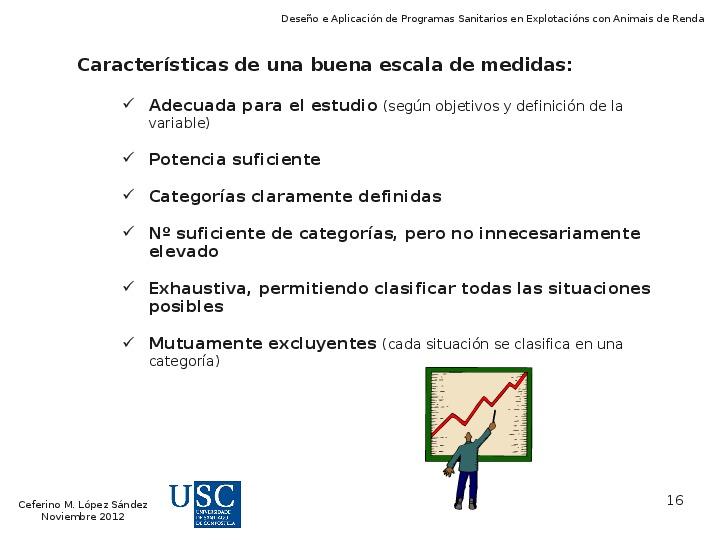 Deseño e Aplicación de Programas Sanitarios en Explotacións con Animais de Renda
Características de una buena escala de medidas:
✓ Adecuada para el estudio (según objetivos y definición de la
variable)
✓ Potencia suficiente
✓ Categorías claramente definidas
✓ Nº suficiente de categorías, pero no innecesariamente
elevado
✓ Exhaustiva, permitiendo clasificar todas las situaciones
posibles
✓ Mutuamente excluyentes (cada situación se clasifica en una
categoría)
Ceferino M. López Sández
Noviembre 2012
USC
UNIVERSIDADE
DE SANTIAGO
DE COMPOSTELA
16